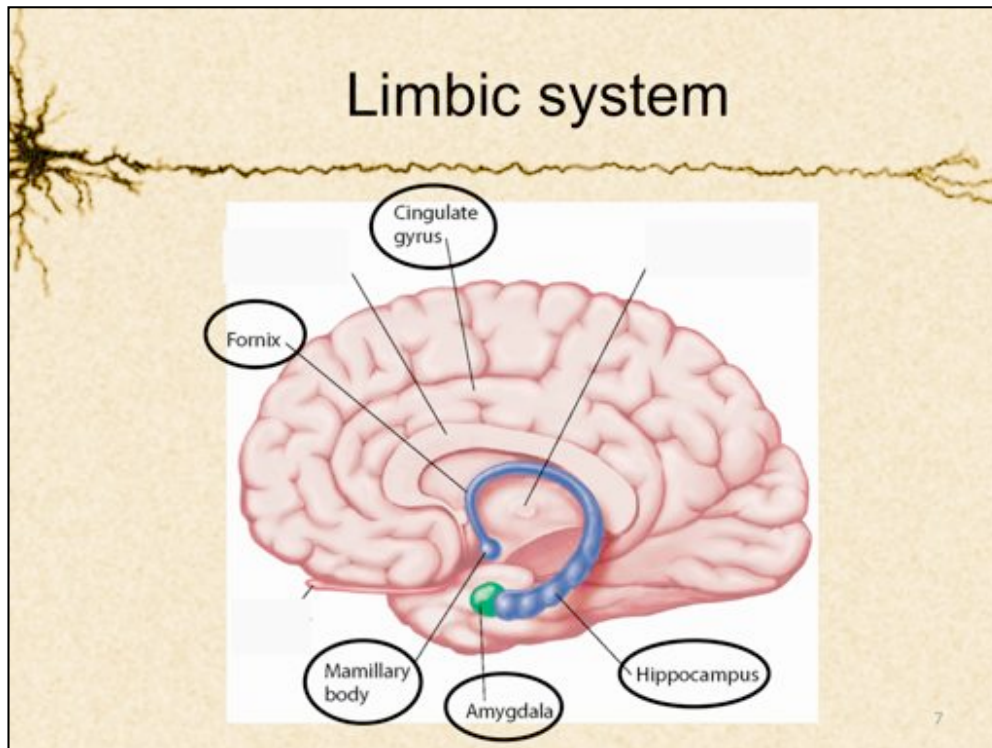 Limbic system
Cingulate
gyrus
Fornix
Mamillary
body
Amygdala
Hippocampus
7